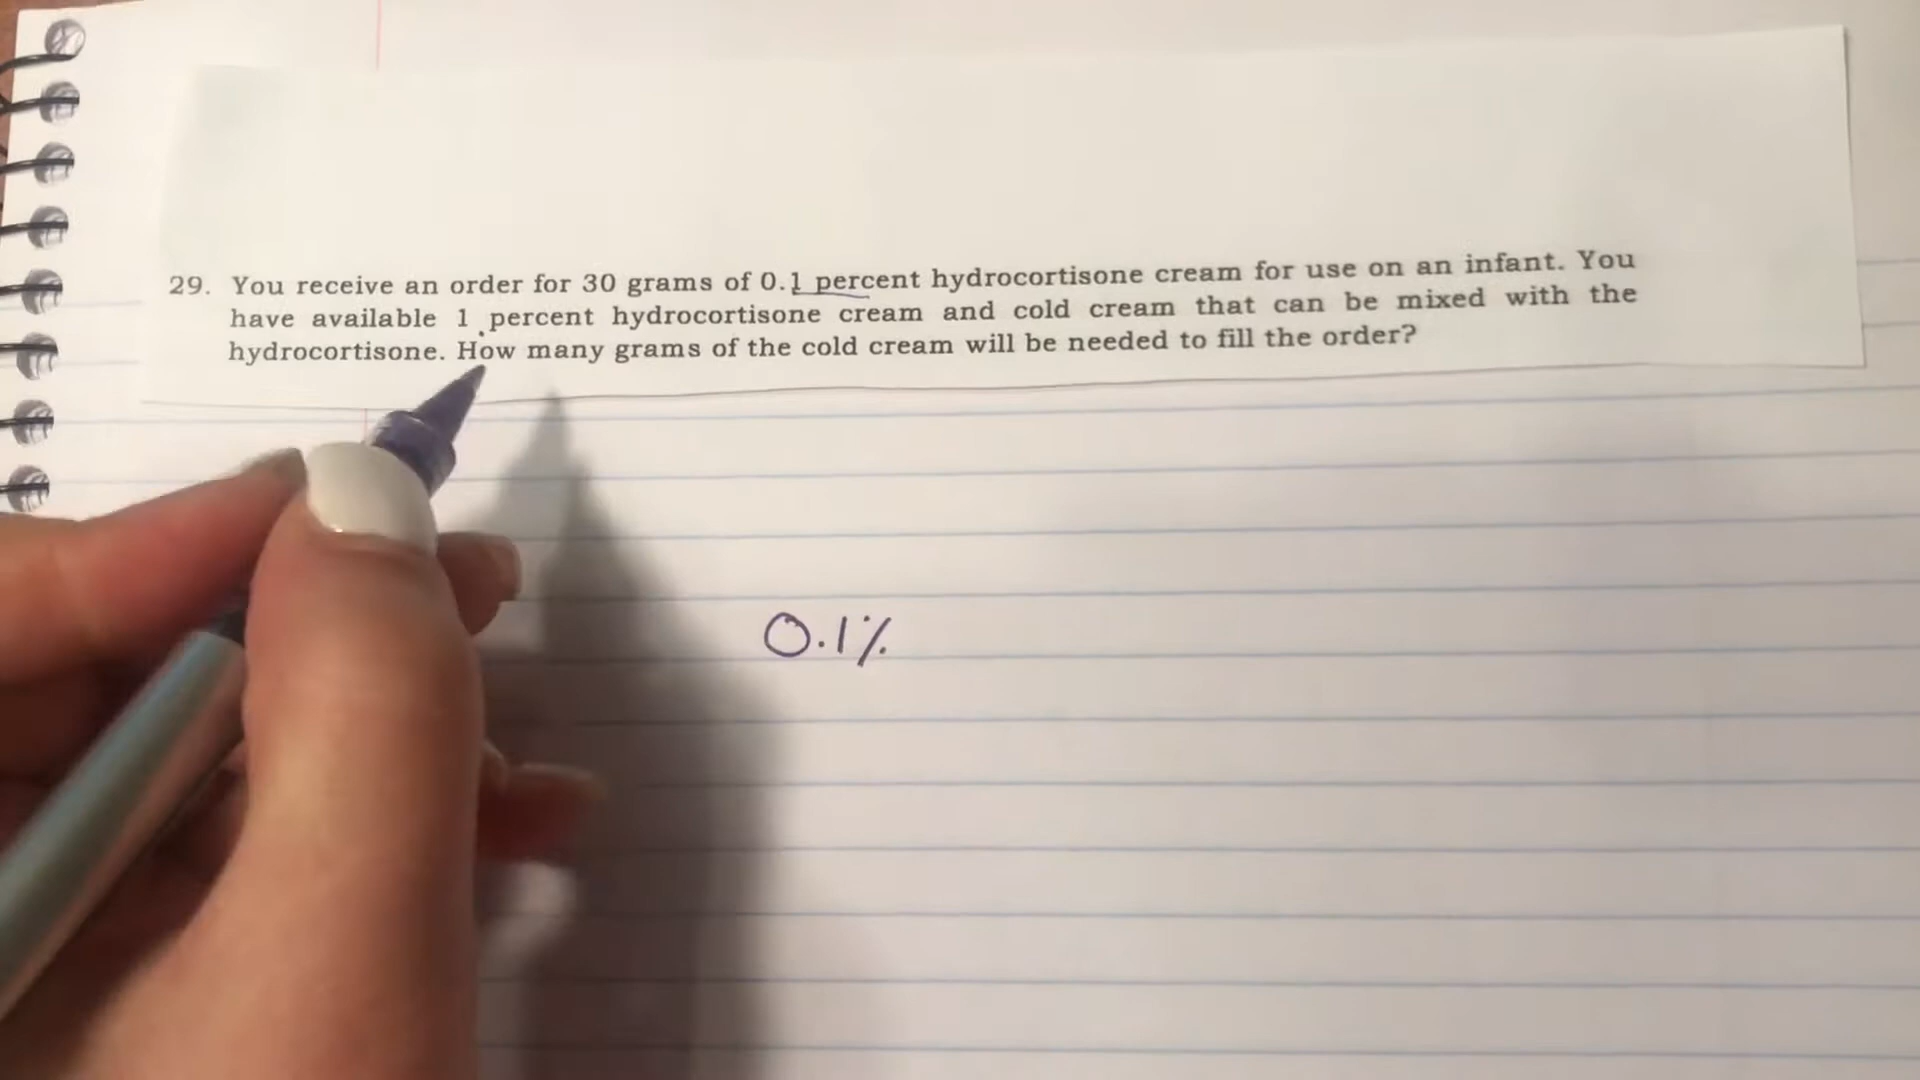 29. You receive an order for 30 grams of 0.1 percent hydrocortisone cream for use on an infant. You
have available 1 percent hydrocortisone cream and cold cream that can be mixed with the
hydrocortisone. How many grams of the cold cream will be needed to fill the order?
0.1%